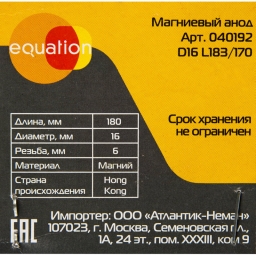 equation
Магниевый анод
Арт. 040192
D16 L183/170
Длина, мм 180
Диаметр, мм 16
Резьба, мм 6
Материал Магний
Страна происхождения Hong Kong
Срок хранения
не ограничен
EAC
Импортер: ООО «Атлантик-Неман»
107023, г. Москва, Семеновская пл.,
1А, 24 эт., пом. XXXIII, ком 9